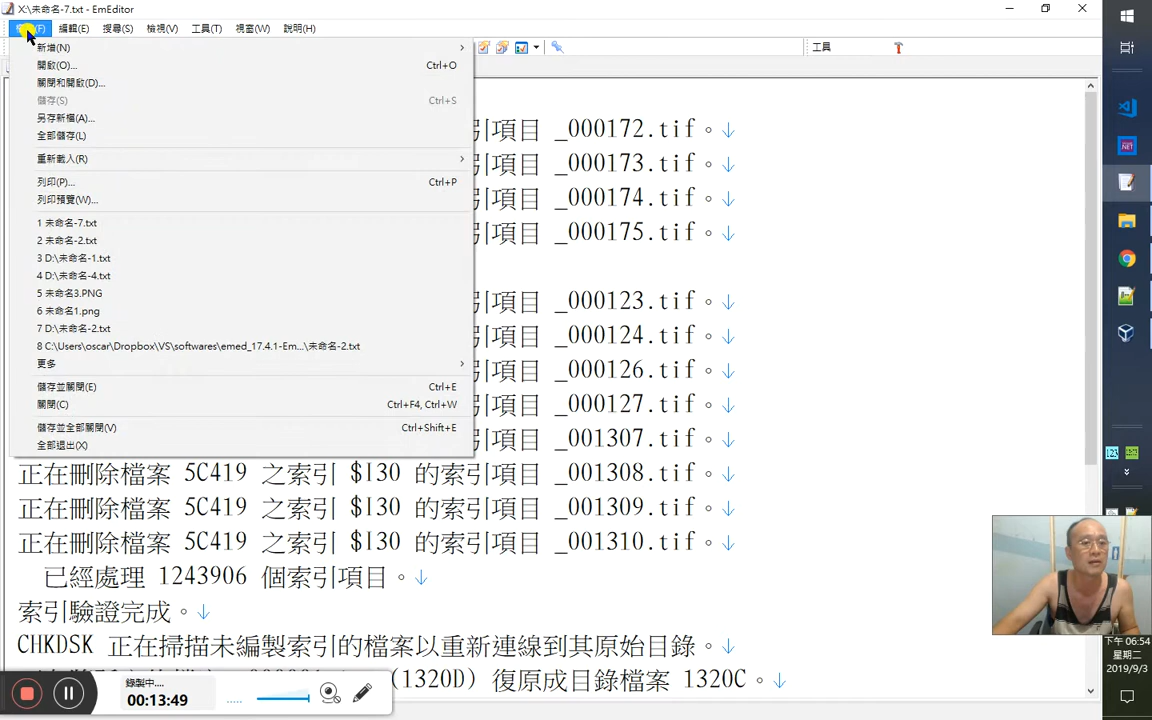 X:\未命名-7.txt - EmEditor
編輯(E) 搜尋(S) 檢視(V) 工具(T) 視窗(W) 說明(H)
新增(N)
開啟(O)... Ctrl+O
關閉和開啟(D)...
儲存(S) Ctrl+S
另存新檔(A)...
全部儲存(L)
重新載入(R)
列印(P)... Ctrl+P
列印預覽(W)...
1 未命名-7.txt
2 未命名-2.txt
3 D:\未命名-1.txt
4 D:\未命名-4.txt
5 未命名3.PNG
6 未命名1.png
7 D:\未命名-2.txt
8 C:\Users\oscar\Dropbox\VS\softwares\emed_17.4.1-Em...\未命名-2.txt
更多
儲存並關閉(E) Ctrl+E
關閉(C) Ctrl+F4, Ctrl+W
儲存並全部關閉(V) Ctrl+Shift+E
全部退出(X)
工具
引項目 _000172.tif。↓
引項目 _000173.tif。↓
引項目 _000174.tif。↓
引項目 _000175.tif。↓
引項目 _000123.tif。↓
引項目 _000124.tif。↓
引項目 _000126.tif。↓
引項目 _000127.tif。↓
引項目 _001307.tif。↓
正在刪除檔案 5C419 之索引 $I30 的索引項目 _001308.tif。↓
正在刪除檔案 5C419 之索引 $I30 的索引項目 _001309.tif。↓
正在刪除檔案 5C419 之索引 $I30 的索引項目 _001310.tif。↓
已經處理 1243906 個索引項目。↓
索引驗證完成。↓
CHKDSK 正在掃描未編製索引的檔案以重新連線到其原始目錄。↓
(1320D) 復原成目錄檔案 1320C。↓
錄製中....
00:13:49
下午 06:54
星期二
2019/9/3